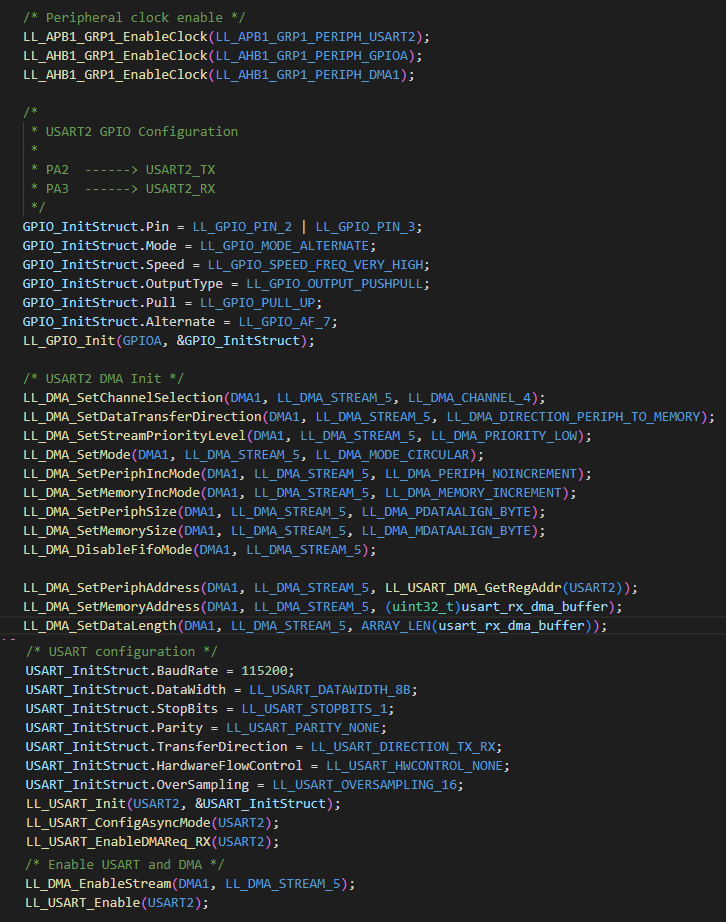 /* Peripheral clock enable */
LL_APB1_GRP1_EnableClock(LL_APB1_GRP1_PERIPH_USART2);
LL_AHB1_GRP1_EnableClock(LL_AHB1_GRP1_PERIPH_GPIOA);
LL_AHB1_GRP1_EnableClock(LL_AHB1_GRP1_PERIPH_DMA1);
/*
* USART2 GPIO Configuration
*
* PA2 ------> USART2_TX
* PA3 ------> USART2_RX
*/
GPIO_InitStruct.Pin = LL_GPIO_PIN_2 | LL_GPIO_PIN_3;
GPIO_InitStruct.Mode = LL_GPIO_MODE_ALTERNATE;
GPIO_InitStruct.Speed = LL_GPIO_SPEED_FREQ_VERY_HIGH;
GPIO_InitStruct.OutputType = LL_GPIO_OUTPUT_PUSHPULL;
GPIO_InitStruct.Pull = LL_GPIO_PULL_UP;
GPIO_InitStruct.Alternate = LL_GPIO_AF_7;
LL_GPIO_Init(GPIOA, &GPIO_InitStruct);
/* USART2 DMA Init */
LL_DMA_SetChannelSelection(DMA1, LL_DMA_STREAM_5, LL_DMA_CHANNEL_4);
LL_DMA_SetDataTransferDirection(DMA1, LL_DMA_STREAM_5, LL_DMA_DIRECTION_PERIPH_TO_MEMORY);
LL_DMA_SetStreamPriorityLevel(DMA1, LL_DMA_STREAM_5, LL_DMA_PRIORITY_LOW);
LL_DMA_SetMode(DMA1, LL_DMA_STREAM_5, LL_DMA_MODE_CIRCULAR);
LL_DMA_SetPeriphIncMode(DMA1, LL_DMA_STREAM_5, LL_DMA_PERIPH_NOINCREMENT);
LL_DMA_SetMemoryIncMode(DMA1, LL_DMA_STREAM_5, LL_DMA_MEMORY_INCREMENT);
LL_DMA_SetPeriphSize(DMA1, LL_DMA_STREAM_5, LL_DMA_PDATAALIGN_BYTE);
LL_DMA_SetMemorySize(DMA1, LL_DMA_STREAM_5, LL_DMA_MDATAALIGN_BYTE);
LL_DMA_DisableFifoMode(DMA1, LL_DMA_STREAM_5);
LL_DMA_SetPeriphAddress(DMA1, LL_DMA_STREAM_5, LL_USART_DMA_GetRegAddr(USART2));
LL_DMA_SetMemoryAddress(DMA1, LL_DMA_STREAM_5, (uint32_t)usart_rx_dma_buffer);
LL_DMA_SetDataLength(DMA1, LL_DMA_STREAM_5, ARRAY_LEN(usart_rx_dma_buffer));
/* USART configuration */
USART_InitStruct.BaudRate = 115200;
USART_InitStruct.DataWidth = LL_USART_DATAWIDTH_8B;
USART_InitStruct.StopBits = LL_USART_STOPBITS_1;
USART_InitStruct.Parity = LL_USART_PARITY_NONE;
USART_InitStruct.TransferDirection = LL_USART_DIRECTION_TX_RX;
USART_InitStruct.HardwareFlowControl = LL_USART_HWCONTROL_NONE;
USART_InitStruct.OverSampling = LL_USART_OVERSAMPLING_16;
LL_USART_Init(USART2, &USART_InitStruct);
LL_USART_ConfigAsyncMode(USART2);
LL_USART_EnableDMAReq_RX(USART2);
/* Enable USART and DMA */
LL_DMA_EnableStream(DMA1, LL_DMA_STREAM_5);
LL_USART_Enable(USART2);